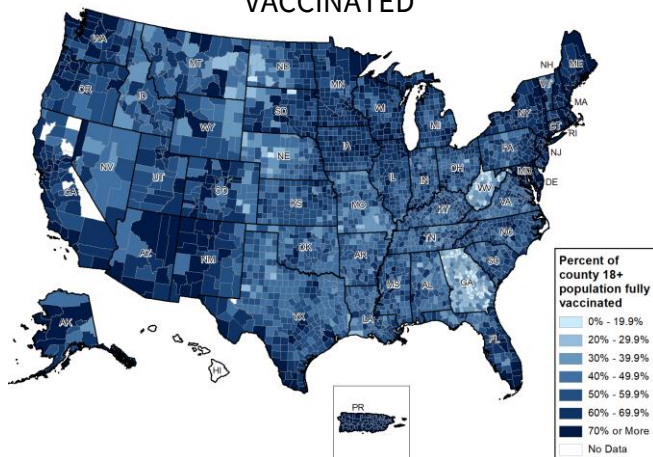 VACCINATED
WA
MT
ND
MN
OR
ID
SD
WI
MI
NH
ME
VT
MA
NY
CT
RI
WY
IA
PA
NJ
NV
NE
OH
MD
DE
UT
CO
IL
IN
WV
CA
KS
MO
KY
VA
AZ
NM
OK
AR
TN
NC
SC
MS
AL
GA
TX
LA
FL
AK
HI
PR
Percent of
county 18+
population fully
vaccinated
0% - 19.9%
20% - 29.9%
30% - 39.9%
40% - 49.9%
50% - 59.9%
60% - 69.9%
70% or More
No Data